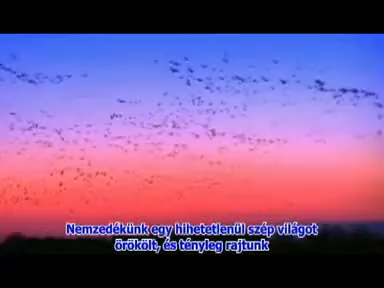 Nemzedékünk egy hihetetlenül szép világot
örökölt, és tényleg rajtunk